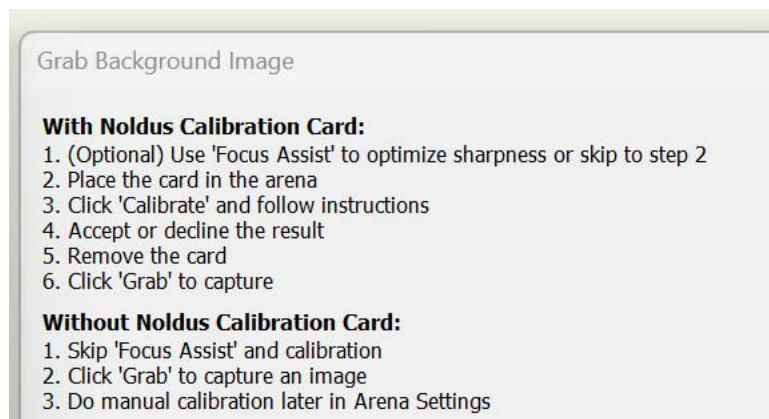 Grab Background Image
With Noldus Calibration Card:
1. (Optional) Use 'Focus Assist' to optimize sharpness or skip to step 2
2. Place the card in the arena
3. Click 'Calibrate' and follow instructions
4. Accept or decline the result
5. Remove the card
6. Click 'Grab' to capture
Without Noldus Calibration Card:
1. Skip 'Focus Assist' and calibration
2. Click 'Grab' to capture an image
3. Do manual calibration later in Arena Settings